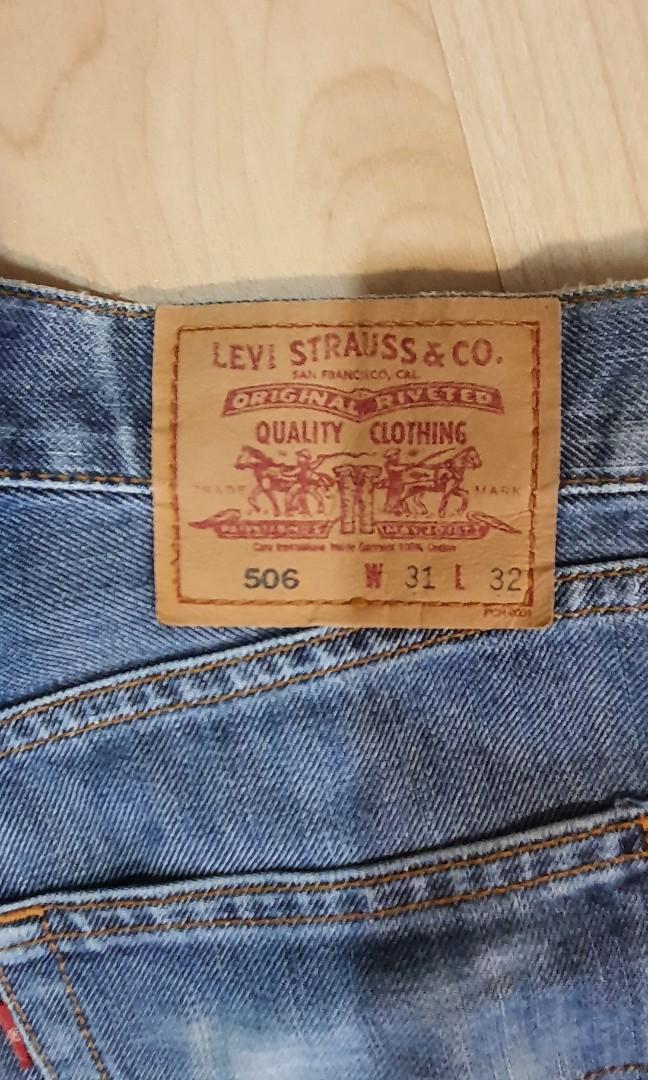 LEVI STRAUSS & CO.
SAN FRANCISCO, CAL.
ORIGINAL RIVETED
QUALITY CLOTHING
TRADE MARK
506 W 31 L 32